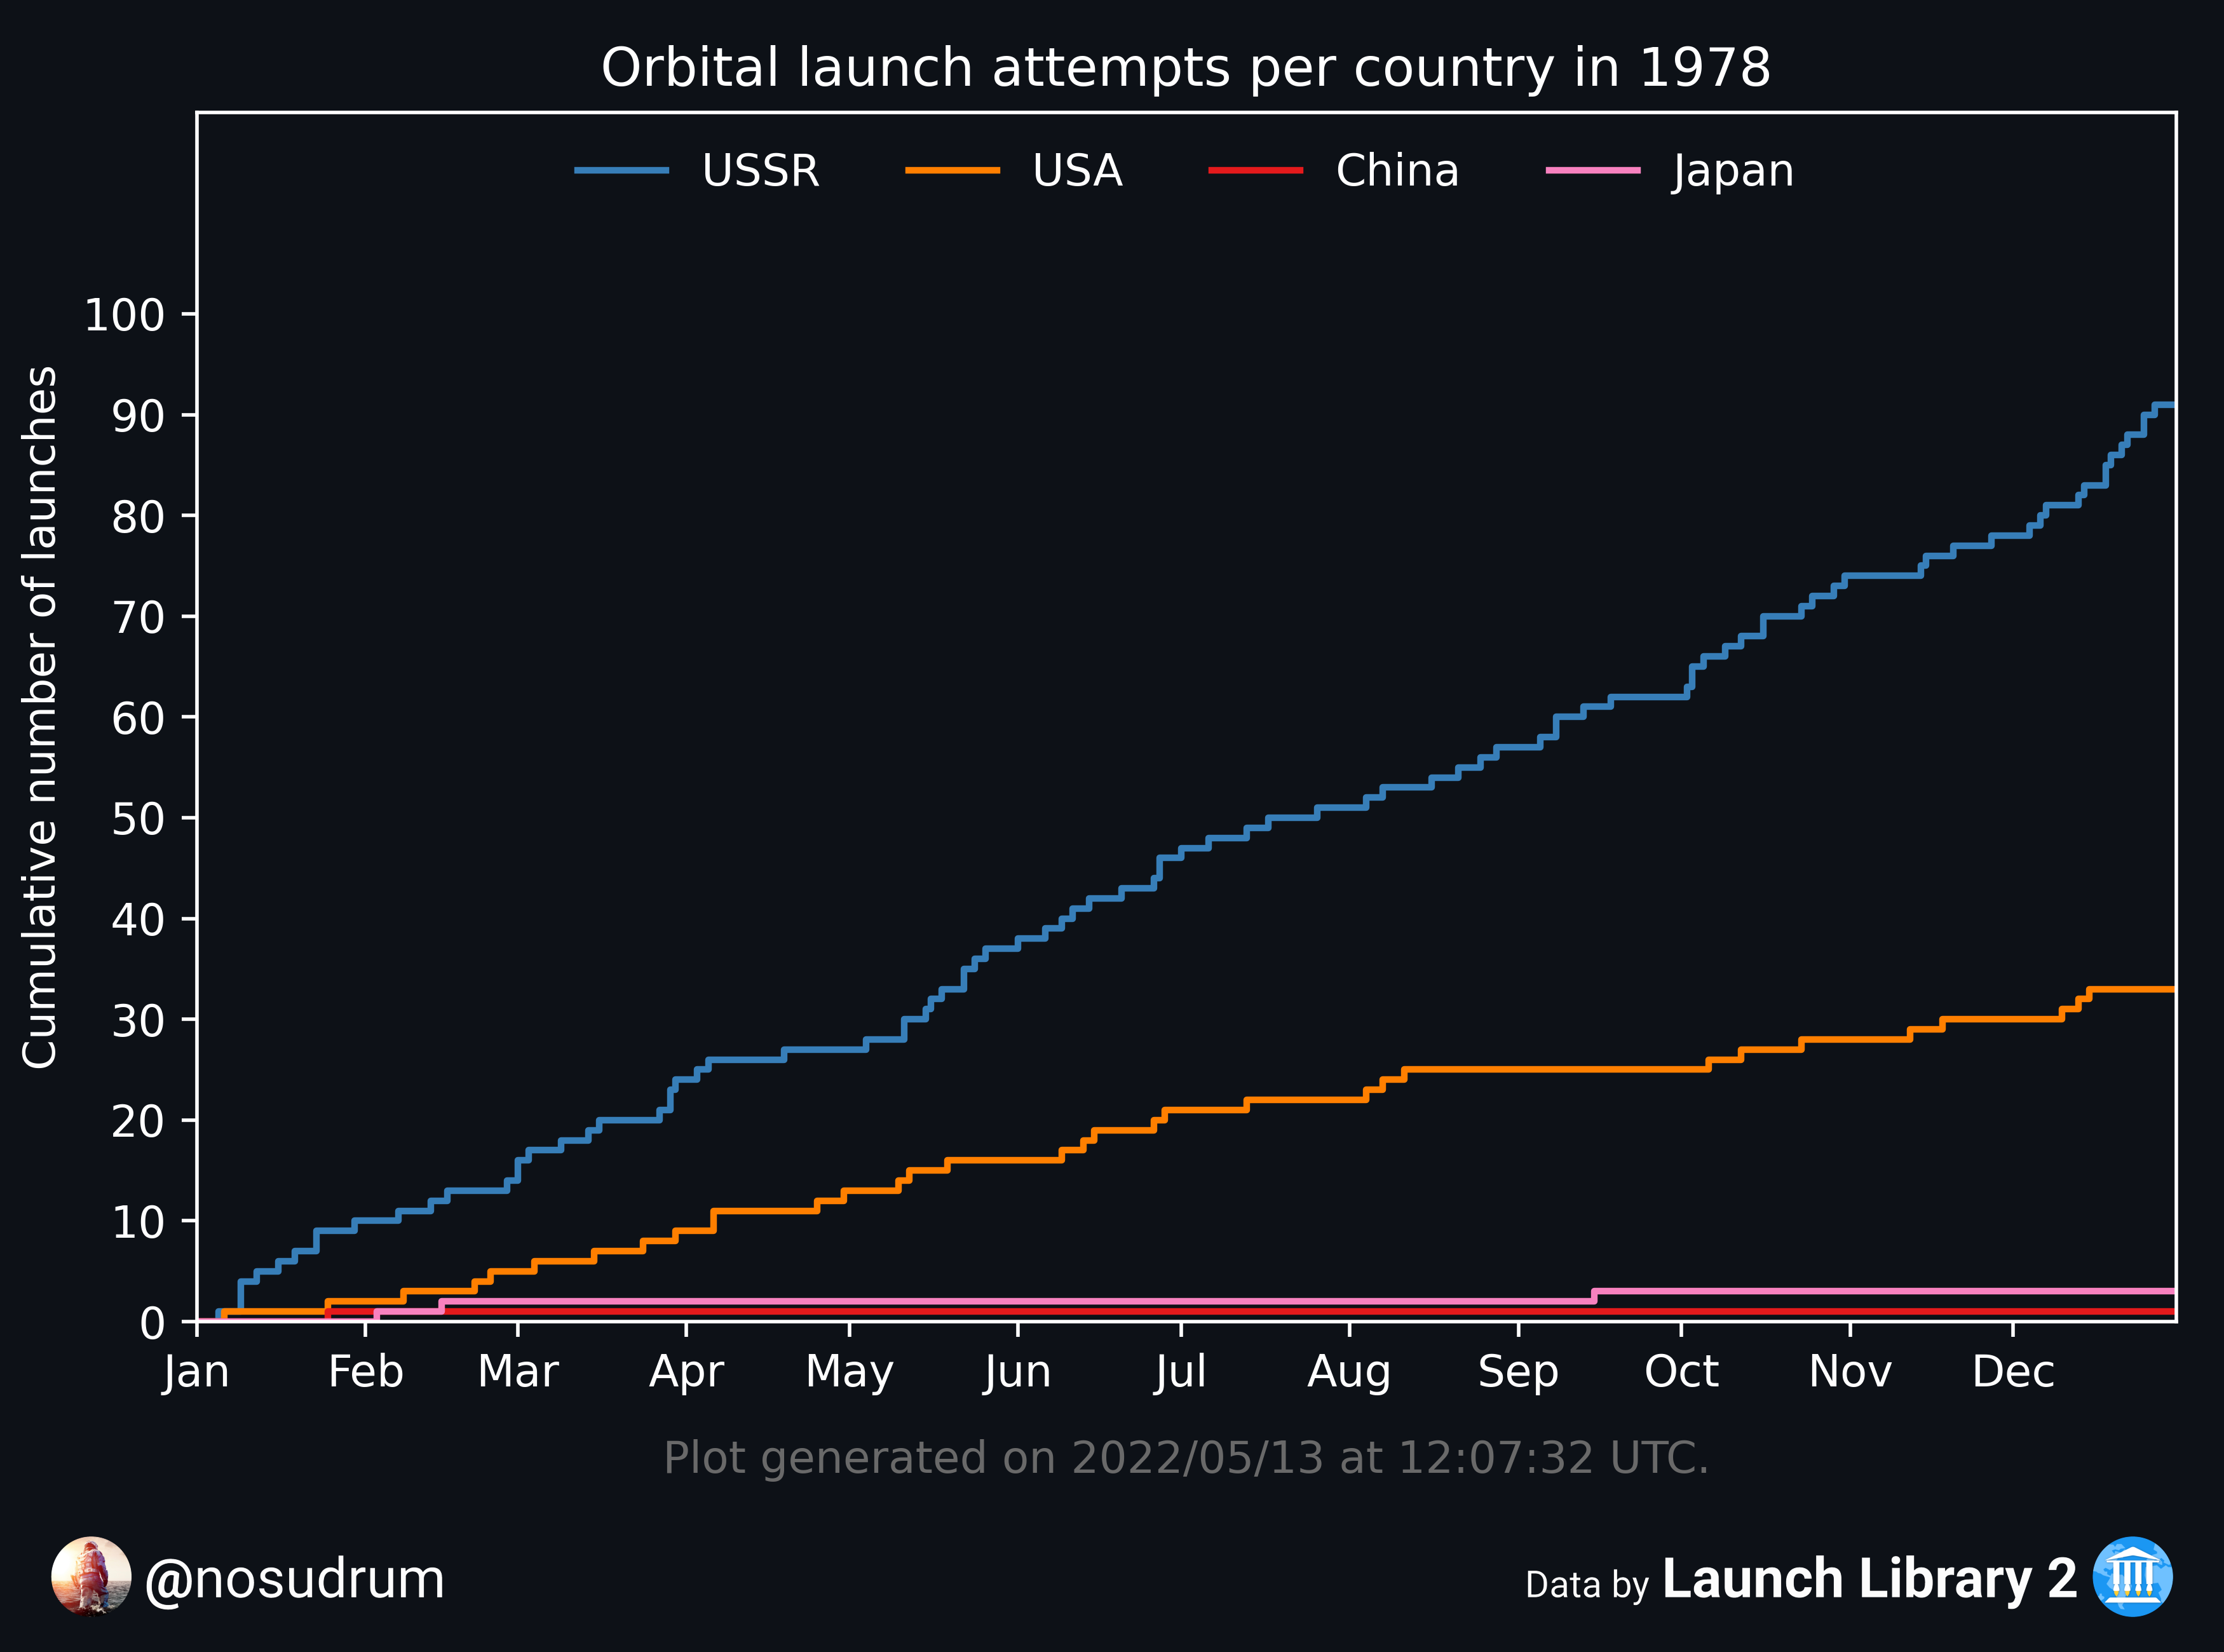 Orbital launch attempts per country in 1978
USSR USA China Japan
Cumulative number of launches
100
90
80
70
60
50
40
30
20
10
0
Jan Feb Mar Apr May Jun Jul Aug Sep Oct Nov Dec
Plot generated on 2022/05/13 at 12:07:32 UTC.
@nosudrum
Data by Launch Library 2